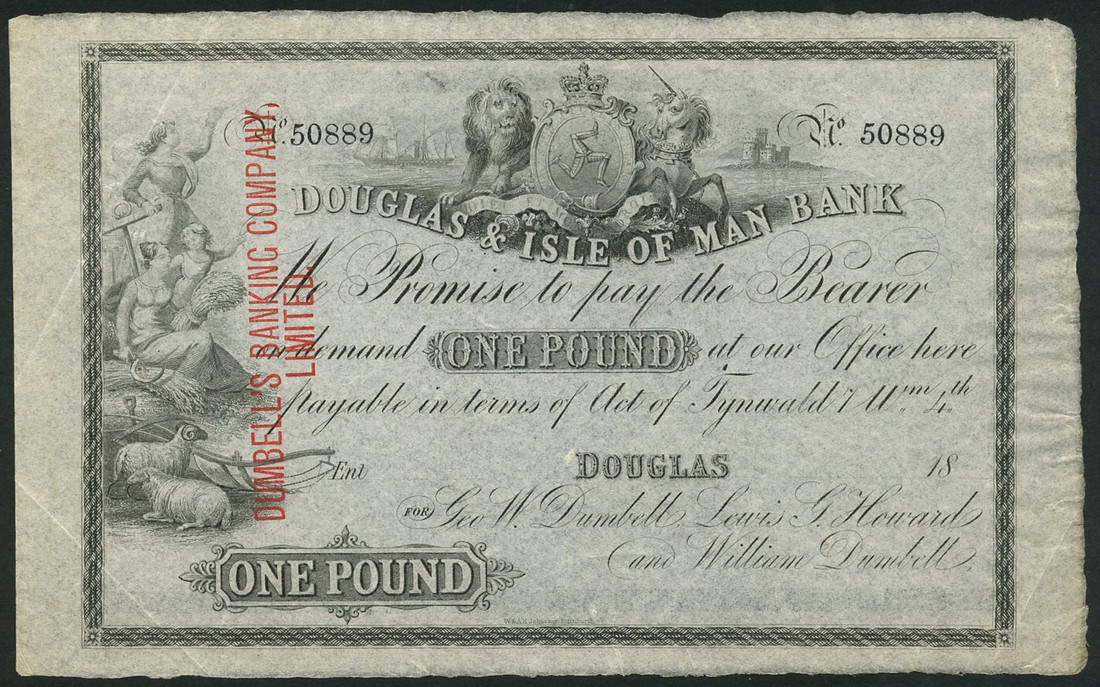 No. 50889
No. 50889
DOUGLAS & ISLE OF MAN BANK
We Promise to pay the Bearer
on demand ONE POUND at our Office here
payable in terms of Act of Tynwald 7 Wm. 4th
Ent
DOUGLAS 18
FOR Geo W. Dumbell, Lewis G. Howard
and William Dumbell.
ONE POUND
DUMBELL'S BANKING COMPANY,
LIMITED.